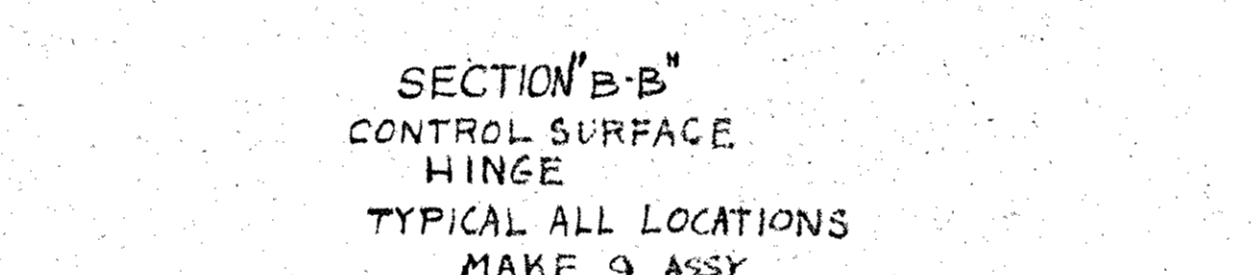 SECTION "B-B"
CONTROL SURFACE
HINGE
TYPICAL ALL LOCATIONS
MAKE 9 ASSY